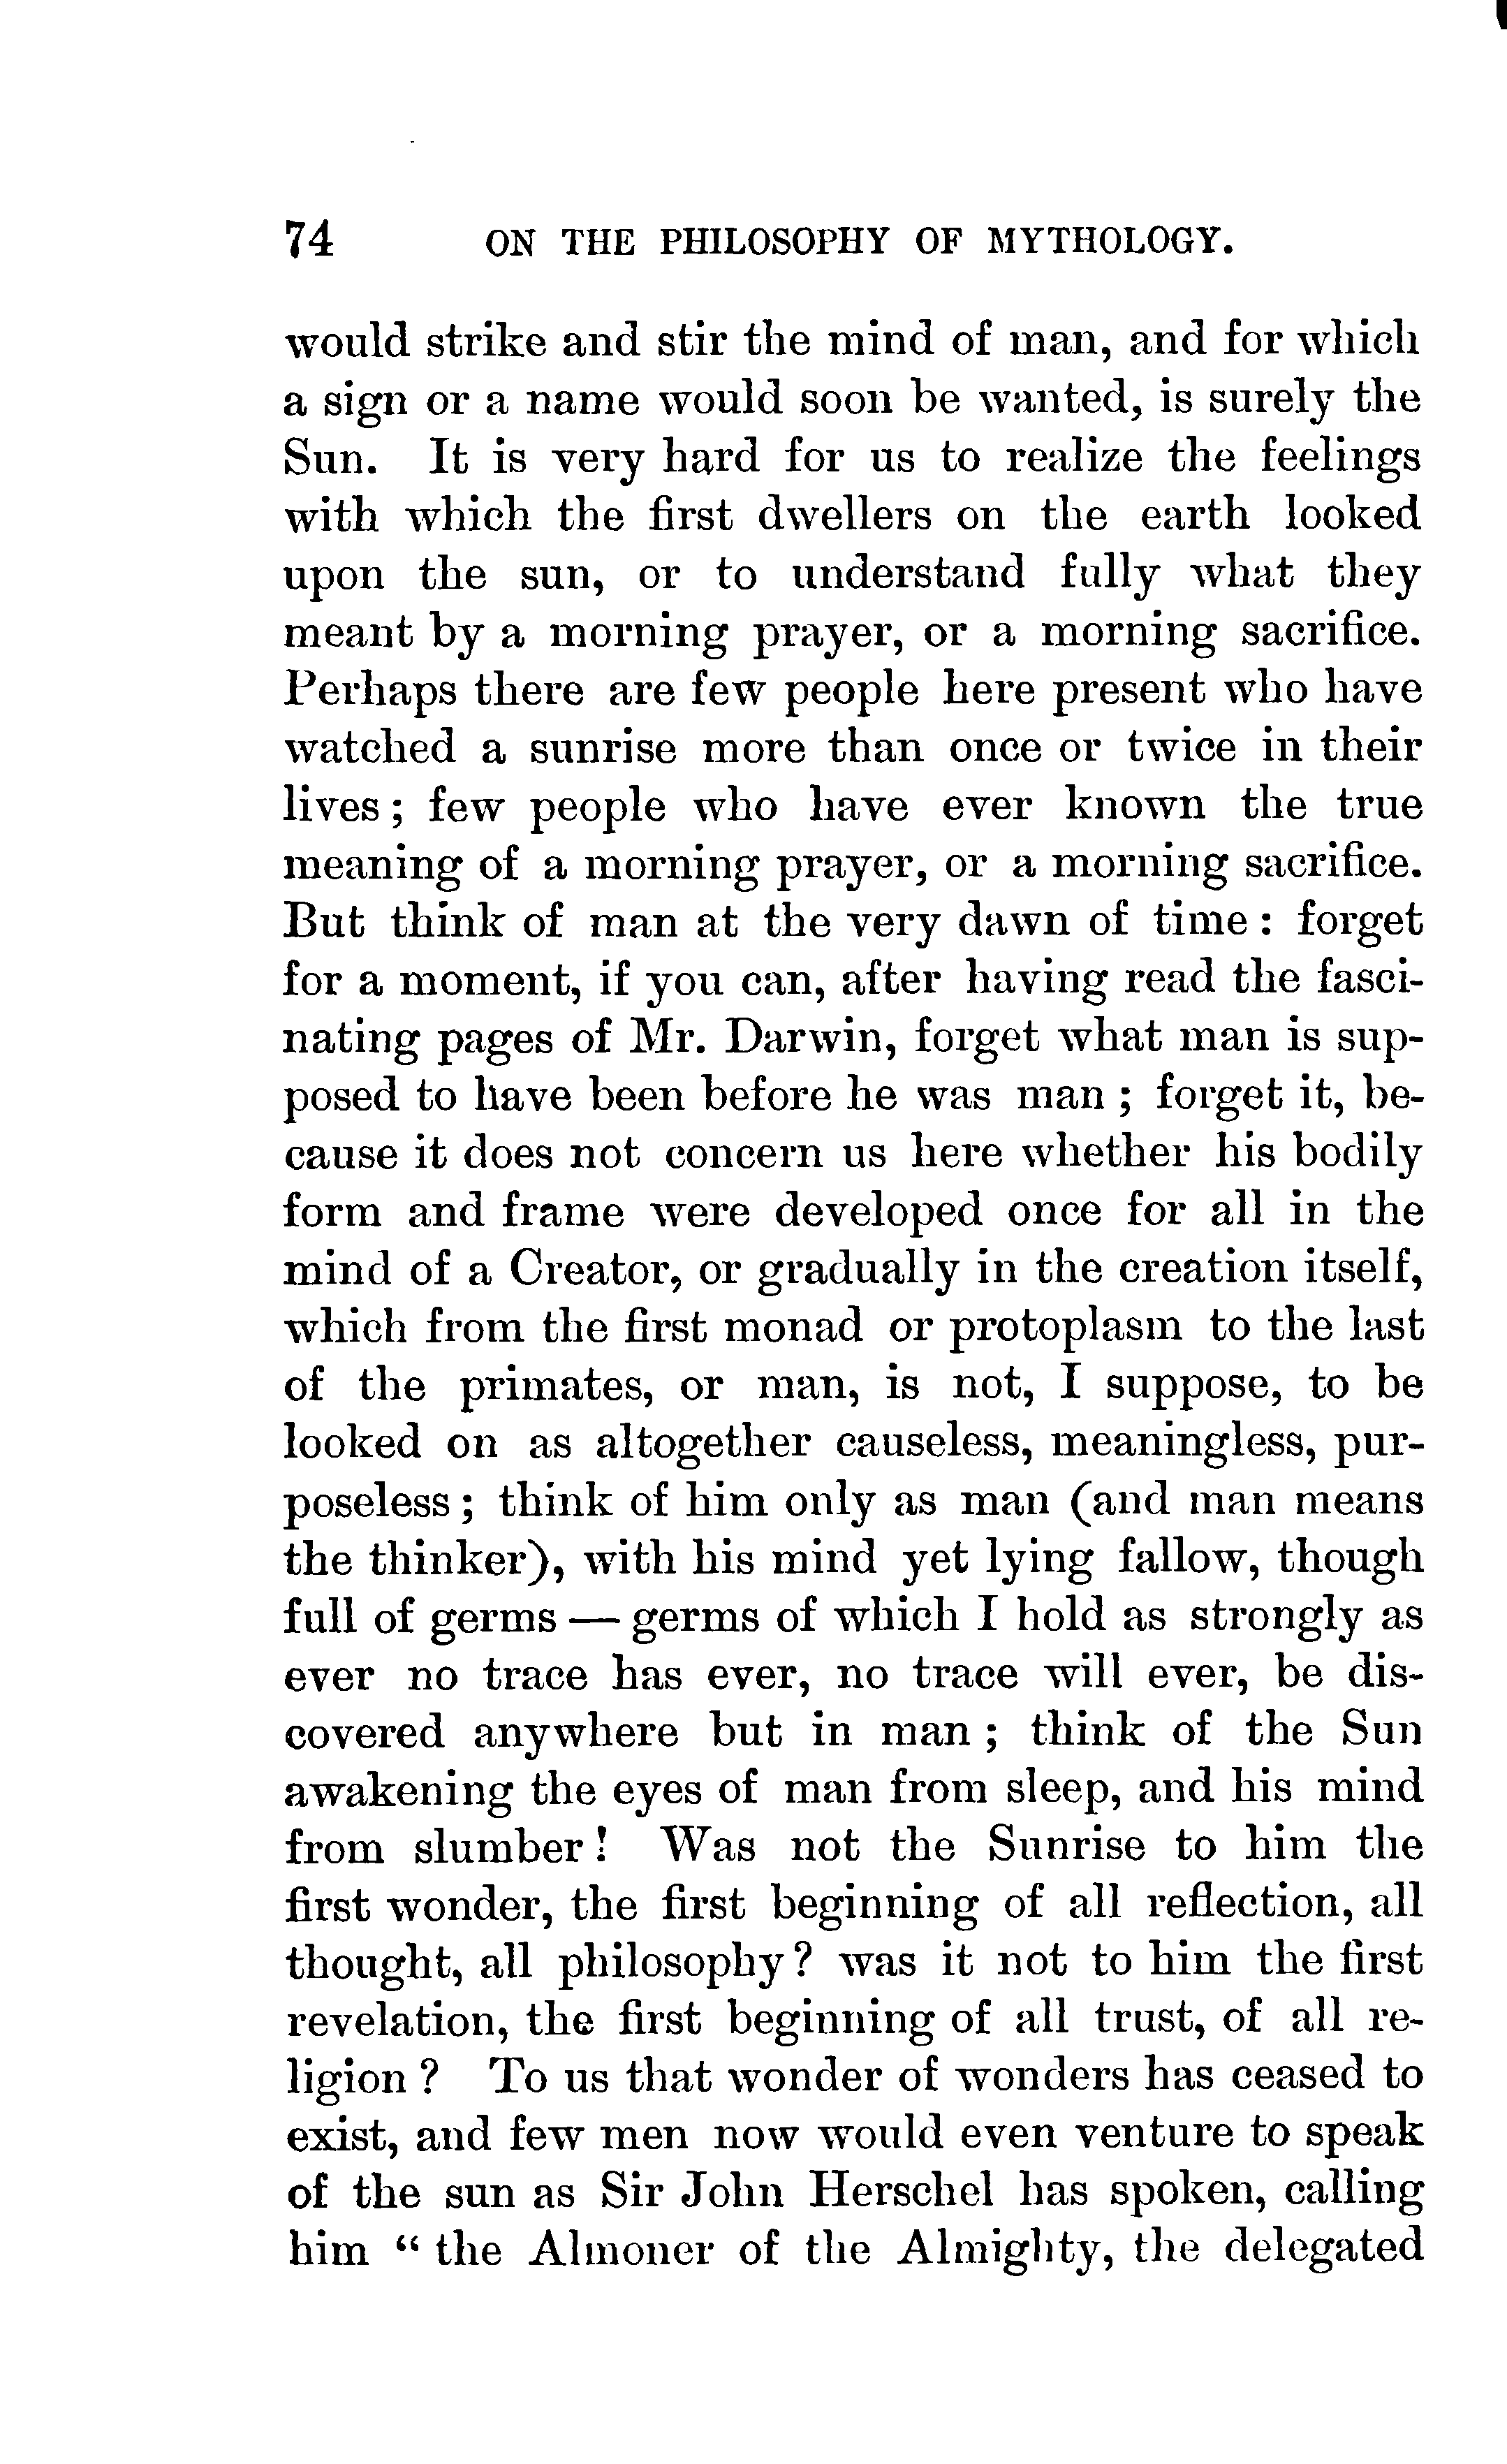 74 ON THE PHILOSOPHY OF MYTHOLOGY.
would strike and stir the mind of man, and for which
a sign or a name would soon be wanted, is surely the
Sun. It is very hard for us to realize the feelings
with which the first dwellers on the earth looked
upon the sun, or to understand fully what they
meant by a morning prayer, or a morning sacrifice.
Perhaps there are few people here present who have
watched a sunrise more than once or twice in their
lives; few people who have ever known the true
meaning of a morning prayer, or a morning sacrifice.
But think of man at the very dawn of time: forget
for a moment, if you can, after having read the fasci-
nating pages of Mr. Darwin, forget what man is sup-
posed to have been before he was man; forget it, be-
cause it does not concern us here whether his bodily
form and frame were developed once for all in the
mind of a Creator, or gradually in the creation itself,
which from the first monad or protoplasm to the last
of the primates, or man, is not, I suppose, to be
looked on as altogether causeless, meaningless, pur-
poseless; think of him only as man (and man means
the thinker), with his mind yet lying fallow, though
full of germs — germs of which I hold as strongly as
ever no trace has ever, no trace will ever, be dis-
covered anywhere but in man; think of the Sun
awakening the eyes of man from sleep, and his mind
from slumber! Was not the Sunrise to him the
first wonder, the first beginning of all reflection, all
thought, all philosophy? was it not to him the first
revelation, the first beginning of all trust, of all re-
ligion? To us that wonder of wonders has ceased to
exist, and few men now would even venture to speak
of the sun as Sir John Herschel has spoken, calling
him “the Almoner of the Almighty, the delegated